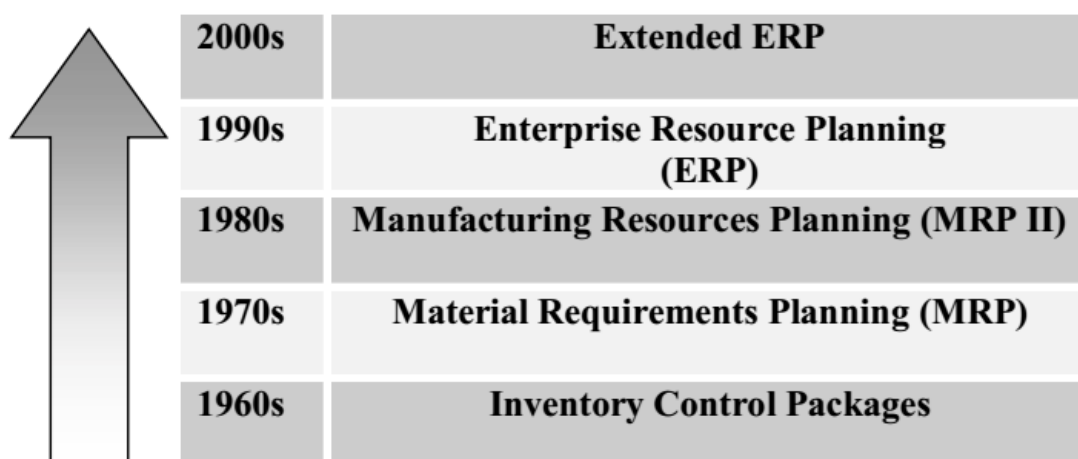 2000s Extended ERP
1990s Enterprise Resource Planning
(ERP)
1980s Manufacturing Resources Planning (MRP II)
1970s Material Requirements Planning (MRP)
1960s Inventory Control Packages